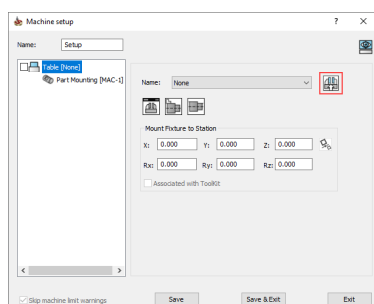 Machine setup
? ×
Name: Setup
Table [None]
Part Mounting [MAC-1]
Name: None
Mount Fixture to Station
X: 0.000 Y: 0.000 Z: 0.000
Rx: 0.000 Ry: 0.000 Rz: 0.000
Associated with ToolKit
Skip machine limit warnings
Save
Save & Exit
Exit